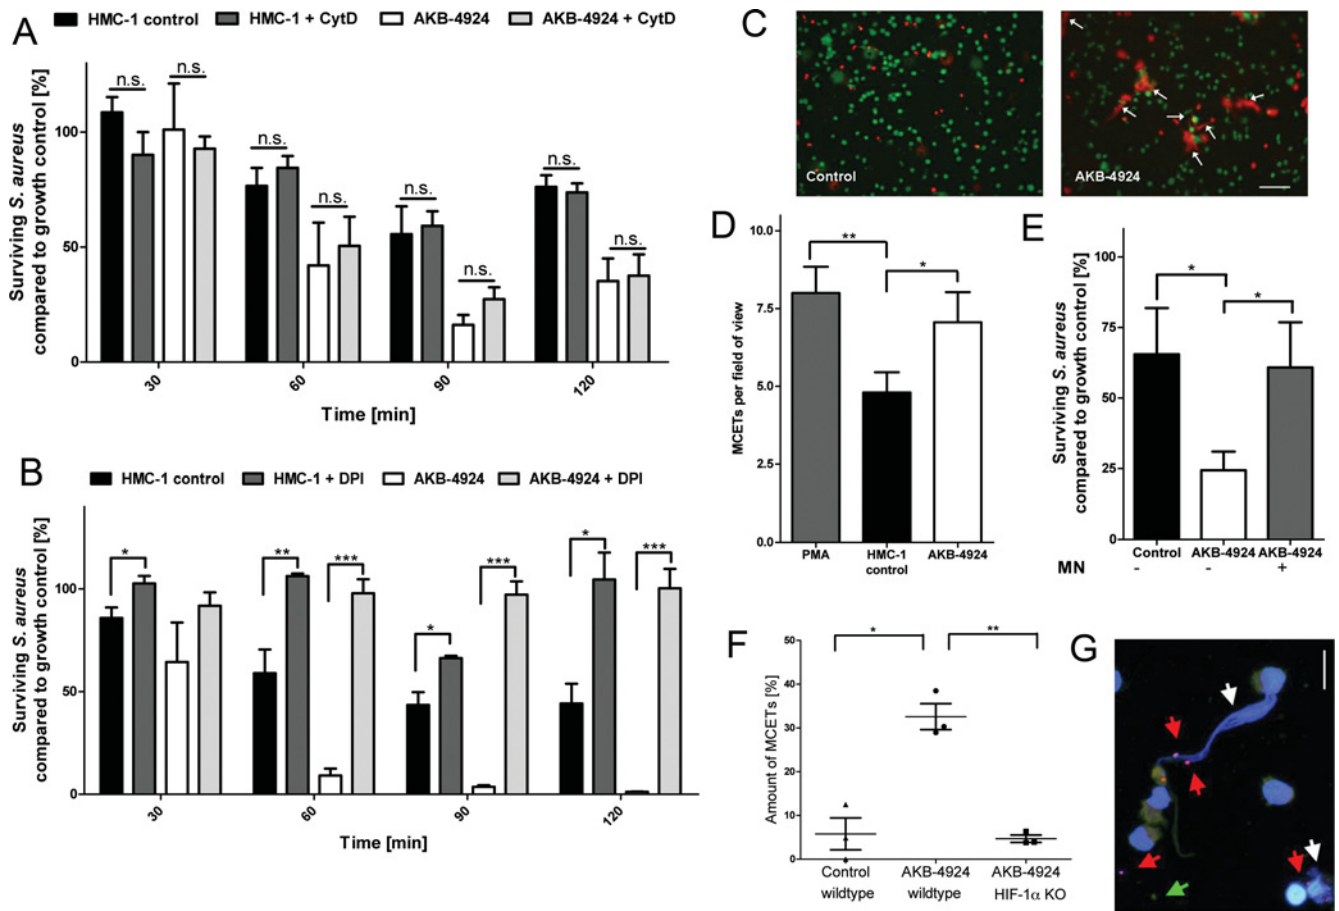 A
HMC-1 control HMC-1 + CytD AKB-4924 AKB-4924 + CytD
Surviving S. aureus
compared to growth control [%]
100
50
0
n.s. n.s.
n.s. n.s.
n.s. n.s.
n.s. n.s.
30 60 90 120
Time [min]
B
HMC-1 control HMC-1 + DPI AKB-4924 AKB-4924 + DPI
Surviving S. aureus
compared to growth control [%]
100
50
0
*
** ***
* ***
* ***
30 60 90 120
Time [min]
C
Control
AKB-4924
D
MCETs per field of view
10.0
7.5
5.0
2.5
0.0
**
*
PMA HMC-1 AKB-4924
control
E
Surviving S. aureus
compared to growth control [%]
100
75
50
25
0
*
*
Control AKB-4924 AKB-4924
MN - - +
F
Amount of MCETs [%]
50
40
30
20
10
0
* **
Control AKB-4924 AKB-4924
wildtype wildtype HIF-1α KO
G